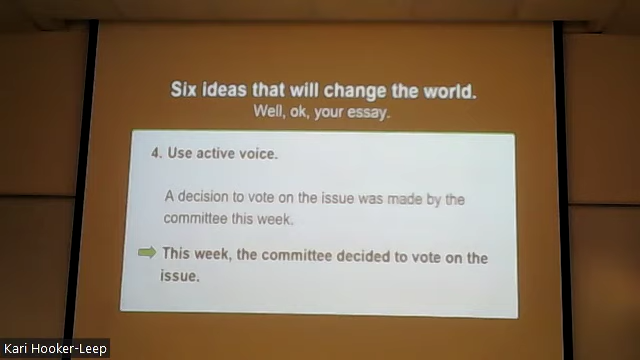 Six ideas that will change the world.
Well, ok, your essay.
4. Use active voice.
A decision to vote on the issue was made by the
committee this week.
This week, the committee decided to vote on the
issue.
Kari Hooker-Leep